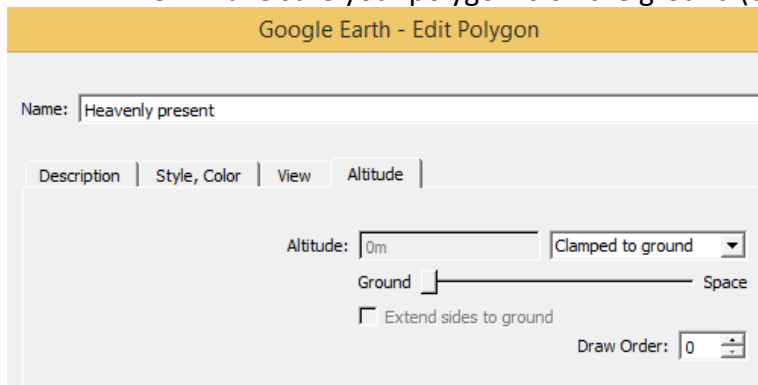 Google Earth - Edit Polygon
Name: Heavenly present
Description Style, Color View Altitude
Altitude: 0m Clamped to ground
Ground Space
Extend sides to ground
Draw Order: 0